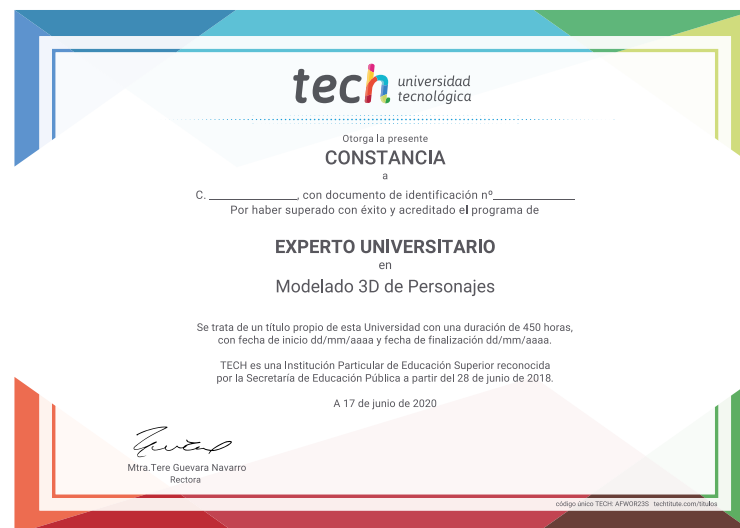 tech universidad
tecnológica
Otorga la presente
CONSTANCIA
a
C. ______________, con documento de identificación nº______________
Por haber superado con éxito y acreditado el programa de
EXPERTO UNIVERSITARIO
en
Modelado 3D de Personajes
Se trata de un título propio de esta Universidad con una duración de 450 horas,
con fecha de inicio dd/mm/aaaa y fecha de finalización dd/mm/aaaa.
TECH es una Institución Particular de Educación Superior reconocida
por la Secretaría de Educación Pública a partir del 28 de junio de 2018.
A 17 de junio de 2020
Mtra.Tere Guevara Navarro
Rectora
código único TECH: AFWOR23S techtitute.com/titulos